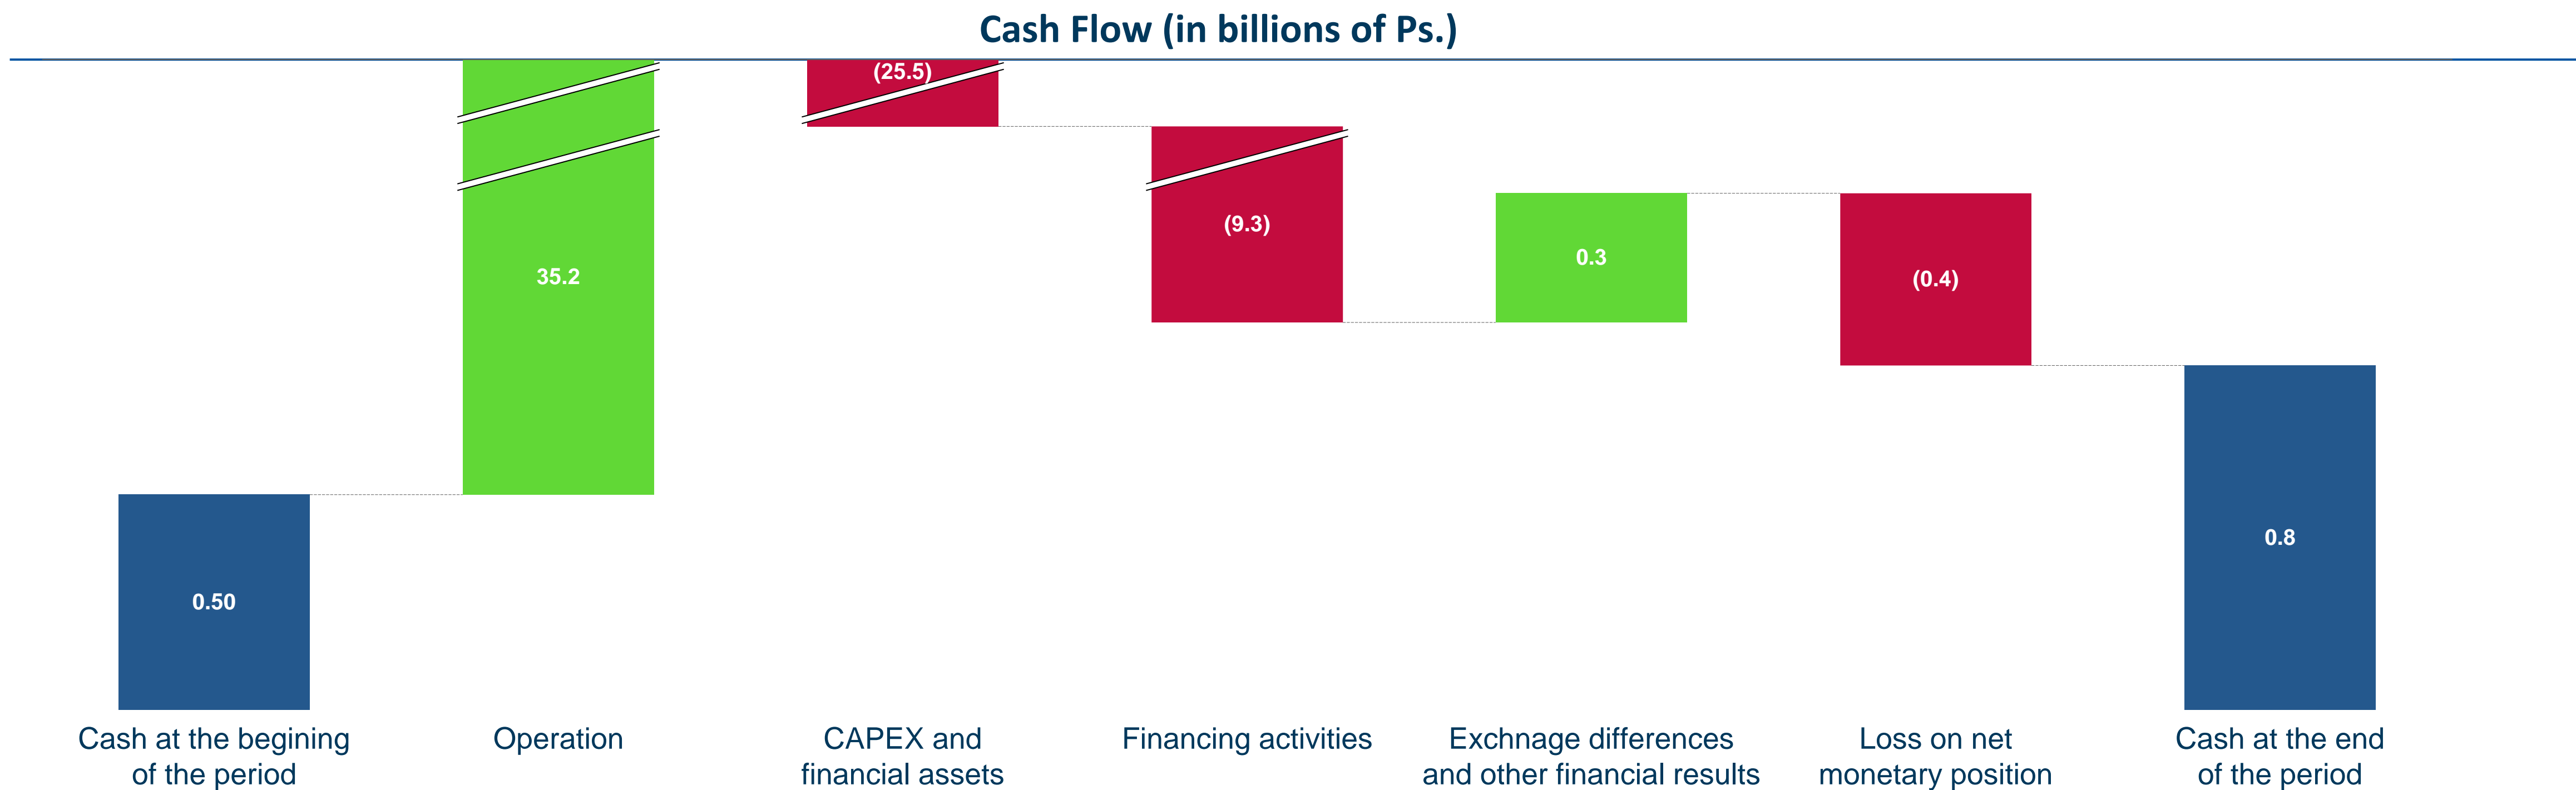 Cash Flow (in billions of Ps.)
(25.5)
(9.3)
0.3
35.2
(0.4)
0.8
0.50
Cash at the begining
of the period
Operation
CAPEX and
financial assets
Financing activities
Exchnage differences
and other financial results
Loss on net
monetary position
Cash at the end
of the period